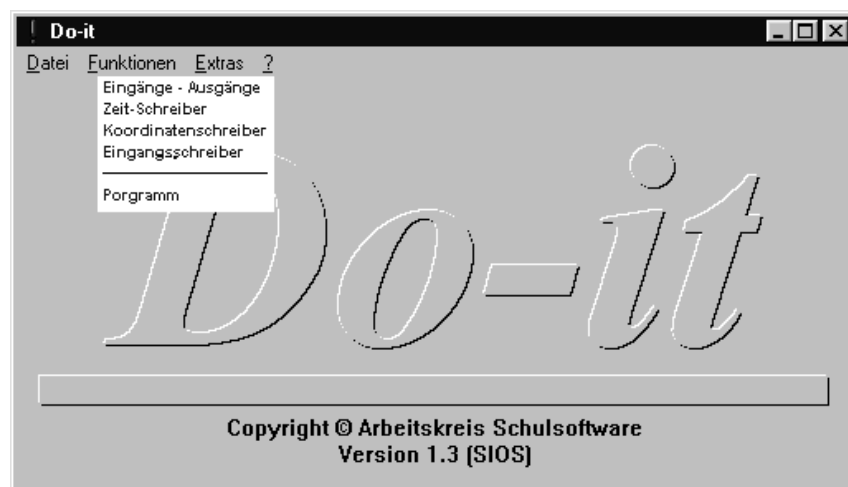 Do-it
Datei Funktionen Extras ?
Eingänge - Ausgänge
Zeit-Schreiber
Koordinatenschreiber
Eingangsschreiber
Porgramm
Do-it
Copyright © Arbeitskreis Schulsoftware
Version 1.3 (SIOS)